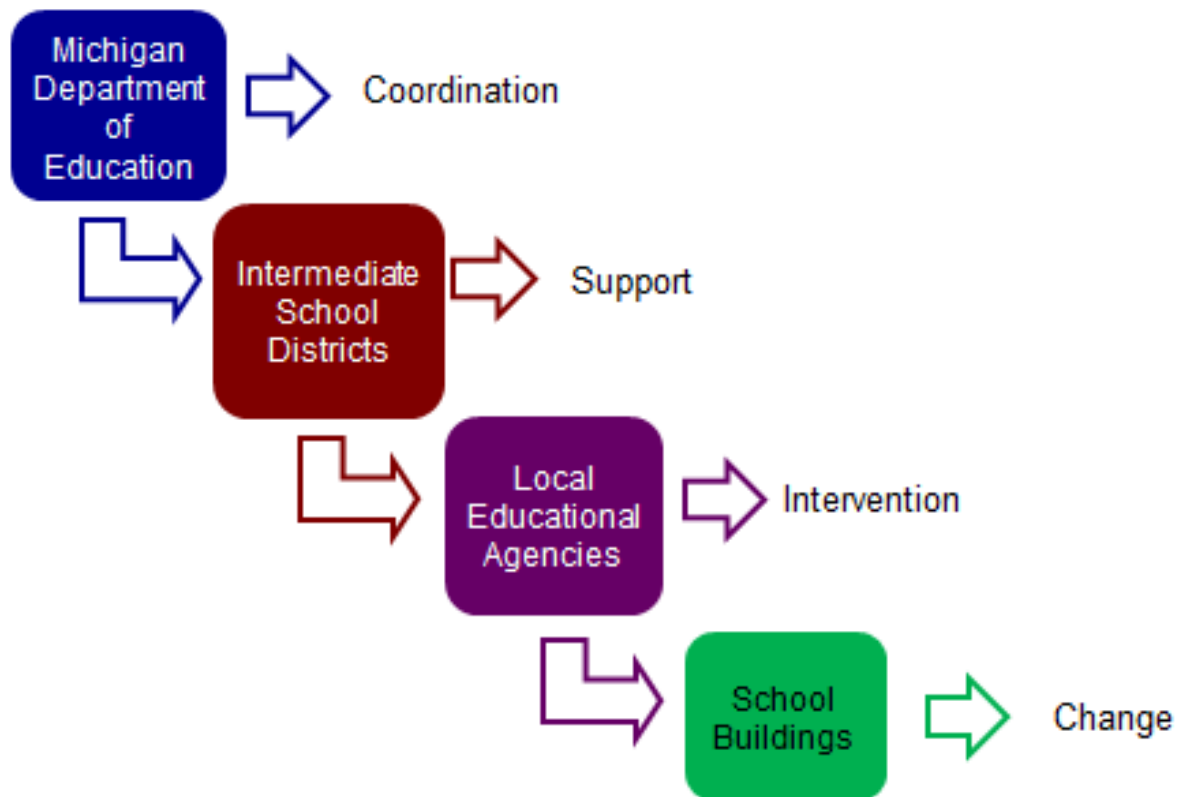 Michigan
Department
of
Education
Coordination
Intermediate
School
Districts
Support
Local
Educational
Agencies
Intervention
School
Buildings
Change